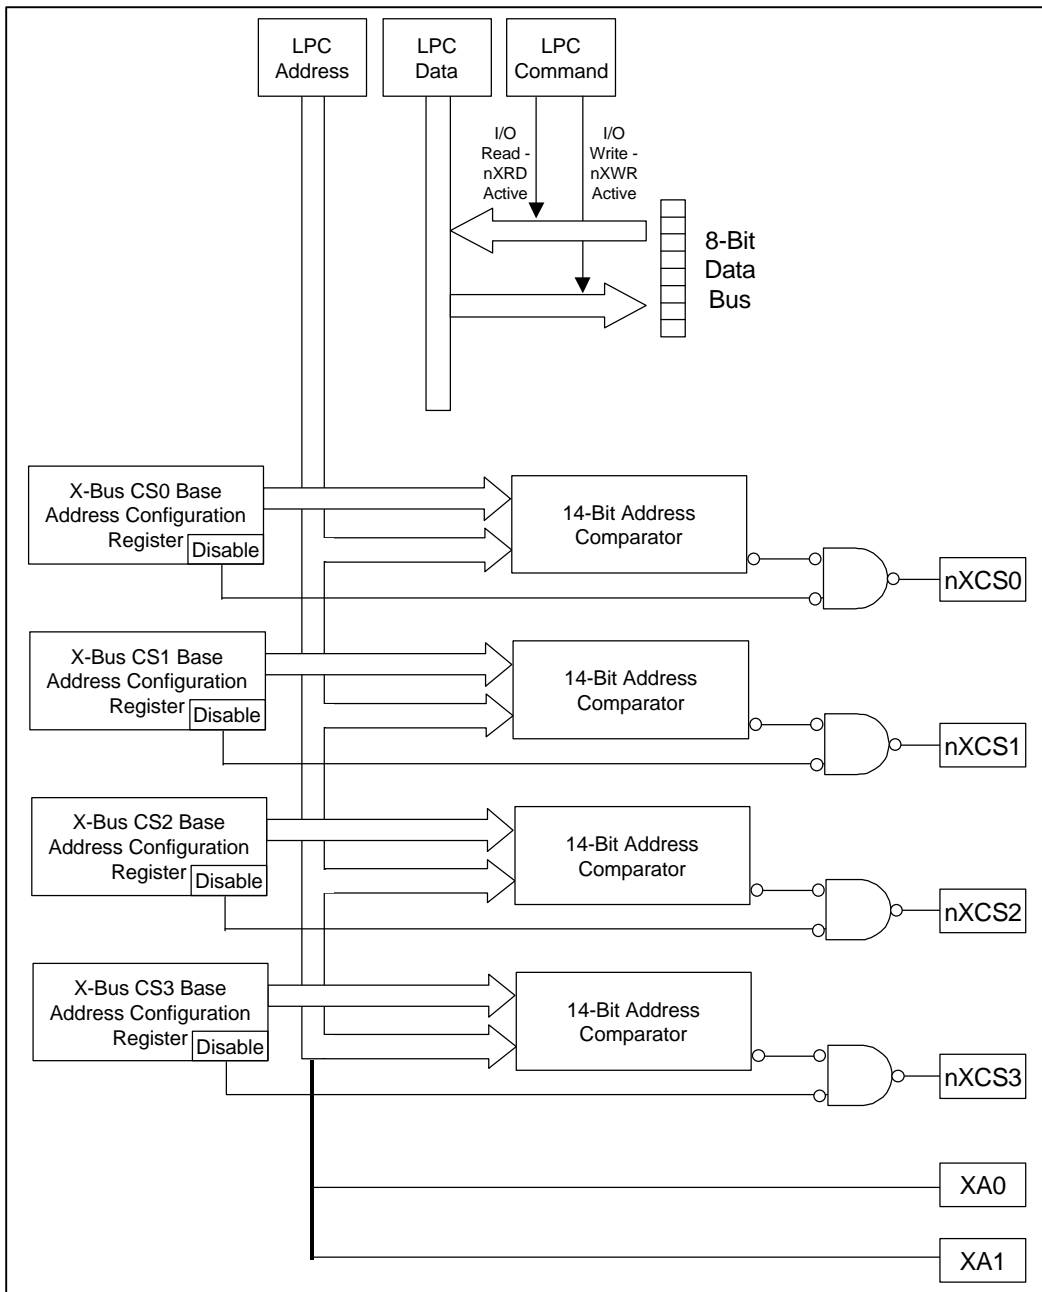 LPC
Address
LPC
Data
LPC
Command
I/O
Read -
nXRD
Active
I/O
Write -
nXWR
Active
8-Bit
Data
Bus
X-Bus CS0 Base
Address Configuration
Register
Disable
14-Bit Address
Comparator
nXCS0
X-Bus CS1 Base
Address Configuration
Register
Disable
14-Bit Address
Comparator
nXCS1
X-Bus CS2 Base
Address Configuration
Register
Disable
14-Bit Address
Comparator
nXCS2
X-Bus CS3 Base
Address Configuration
Register
Disable
14-Bit Address
Comparator
nXCS3
XA0
XA1